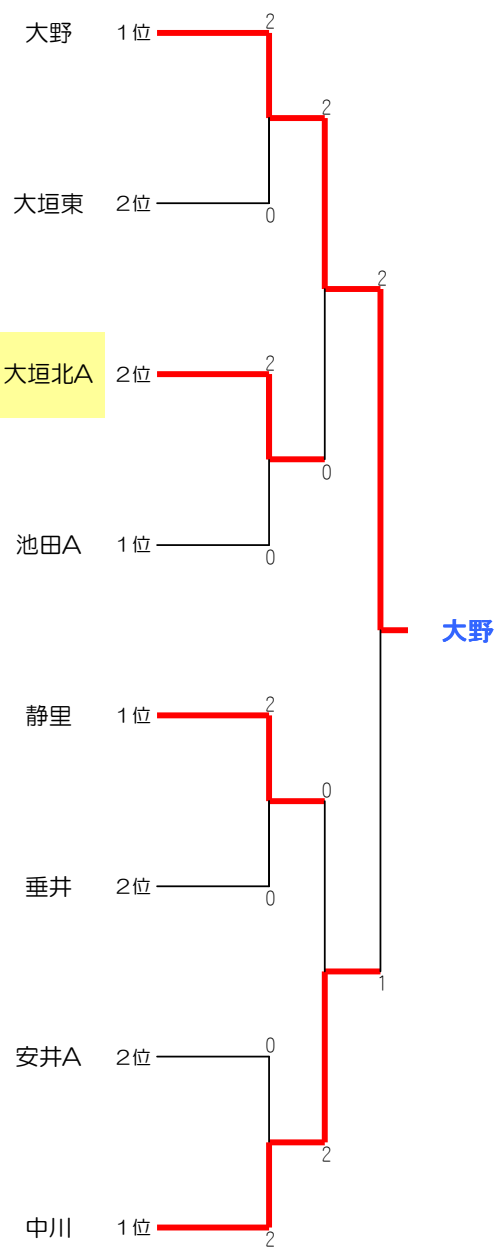 大野 1位 2
2
大垣東 2位 0
2
大垣北A 2位 2
0
池田A 1位 0
大野
静里 1位 2
0
垂井 2位 0
1
安井A 2位 0
2
中川 1位 2